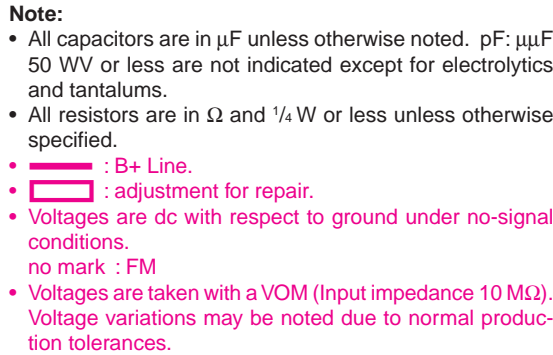 Note:
• All capacitors are in μF unless otherwise noted. pF: μμF
50 WV or less are not indicated except for electrolytics
and tantalums.
• All resistors are in Ω and 1/4 W or less unless otherwise
specified.
• : B+ Line.
• : adjustment for repair.
• Voltages are dc with respect to ground under no-signal
conditions.
no mark : FM
• Voltages are taken with a VOM (Input impedance 10 MΩ).
Voltage variations may be noted due to normal produc-
tion tolerances.